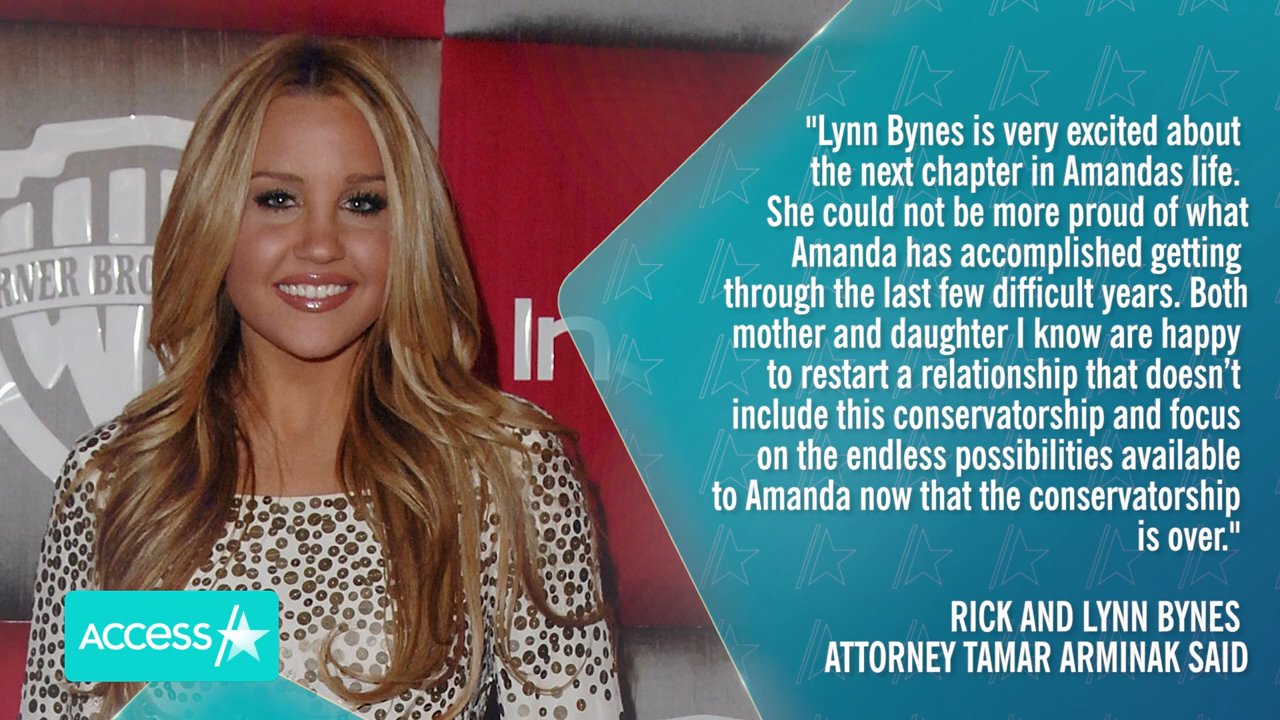 RNER BRO
In
"Lynn Bynes is very excited about
the next chapter in Amandas life.
She could not be more proud of what
Amanda has accomplished getting
through the last few difficult years. Both
mother and daughter I know are happy
to restart a relationship that doesn’t
include this conservatorship and focus
on the endless possibilities available
to Amanda now that the conservatorship
is over."
RICK AND LYNN BYNES
ATTORNEY TAMAR ARMINAK SAID
ACCESS